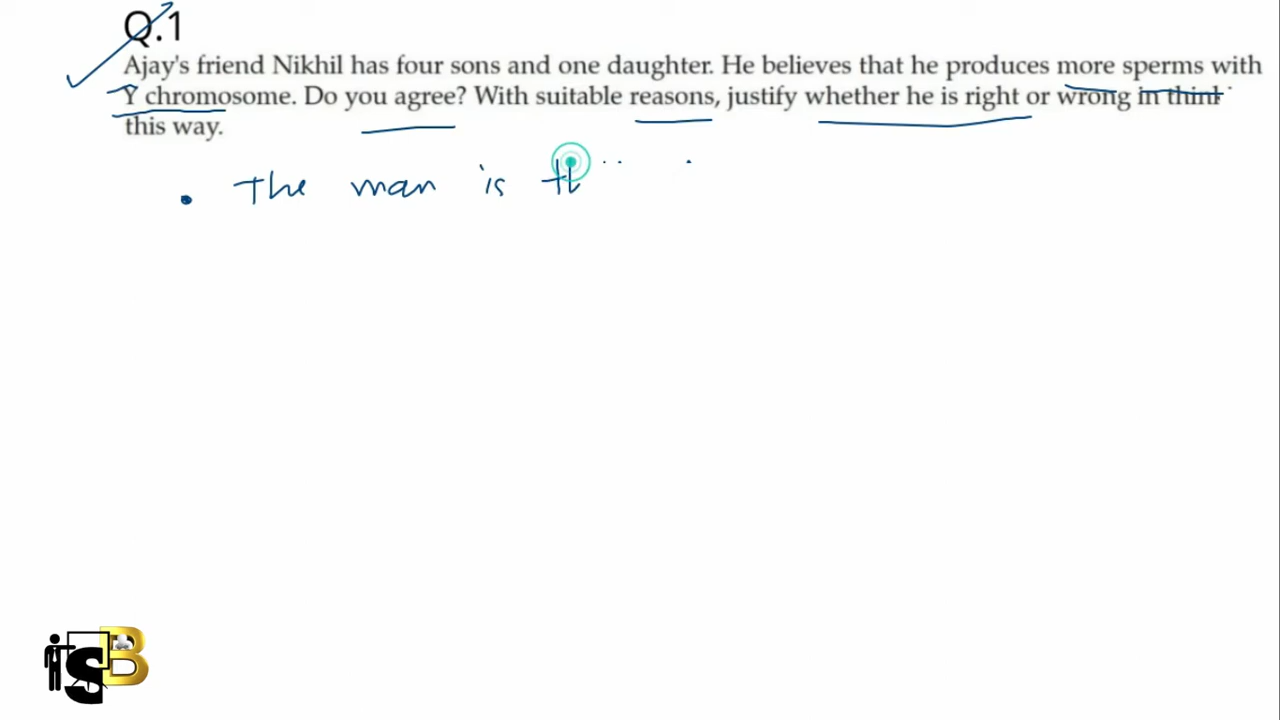 Q.1
Ajay's friend Nikhil has four sons and one daughter. He believes that he produces more sperms with
Y chromosome. Do you agree? With suitable reasons, justify whether he is right or wrong in think
this way.
• The man is th
iSB